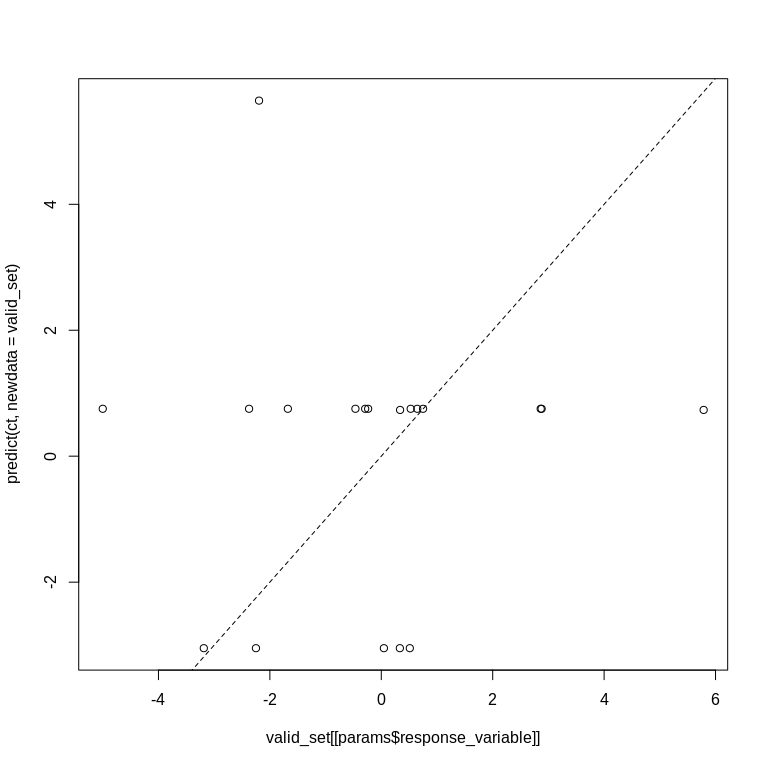 predict(ct, newdata = valid_set)
4
2
0
-2
-4 -2 0 2 4 6
valid_set[[params$response_variable]]